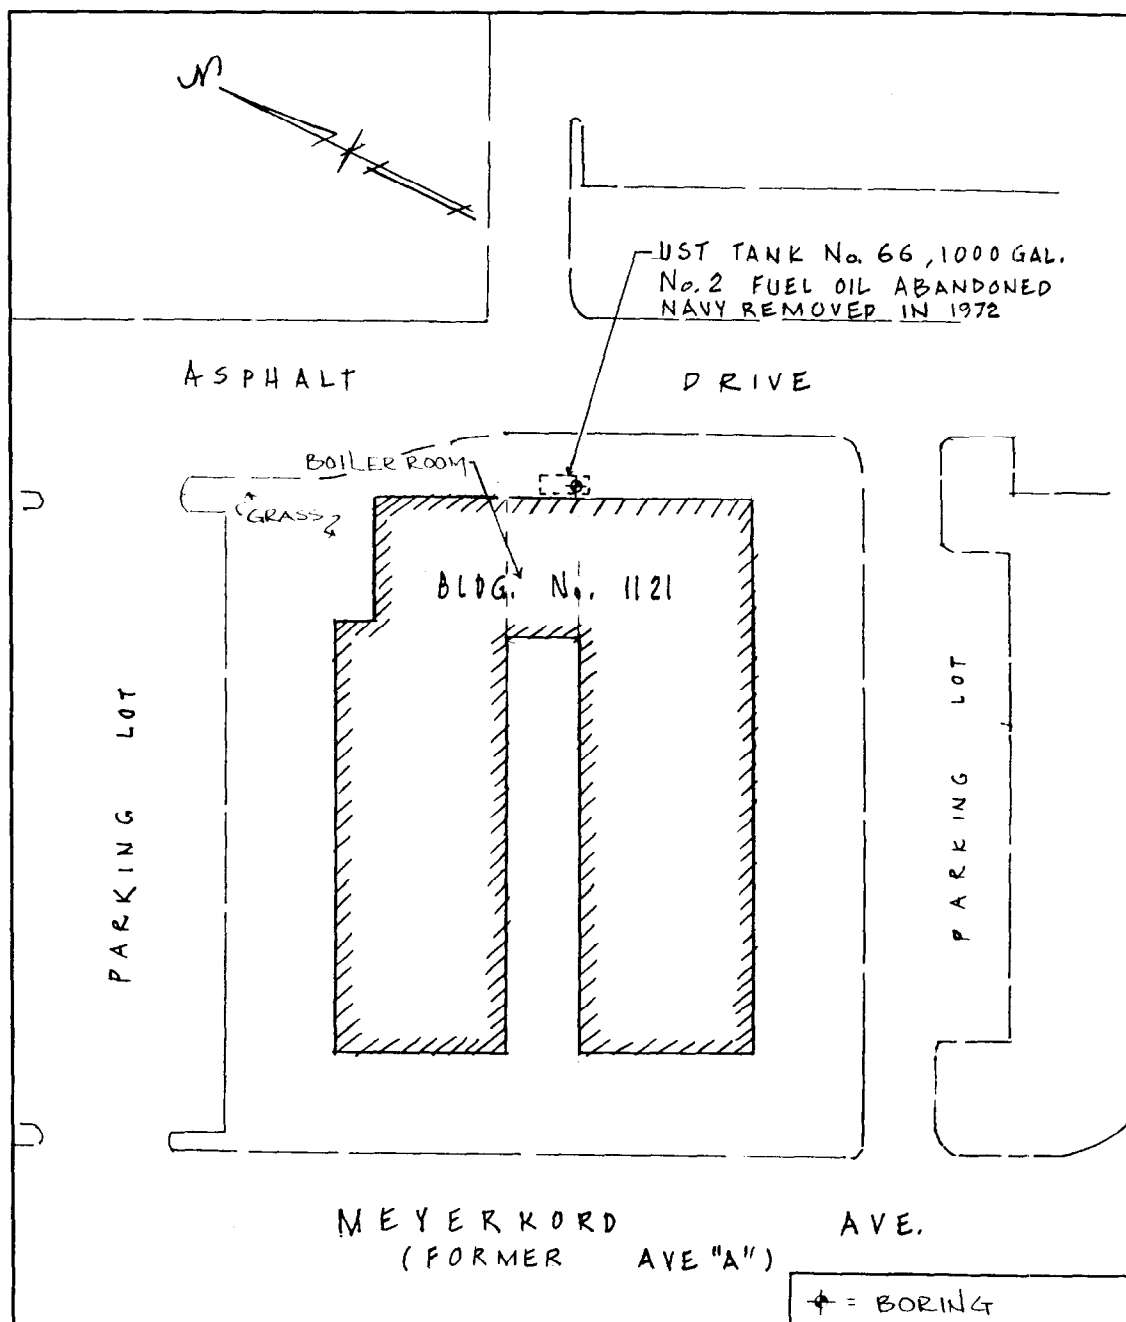 N
UST TANK No. 66, 1000 GAL.
No. 2 FUEL OIL ABANDONED
NAVY REMOVED IN 1972
ASPHALT DRIVE
BOILER ROOM
GRASS
BLDG. No. 1121
PARKING LOT
PARKING LOT
MEYERKORD AVE.
(FORMER AVE "A")
= BORING